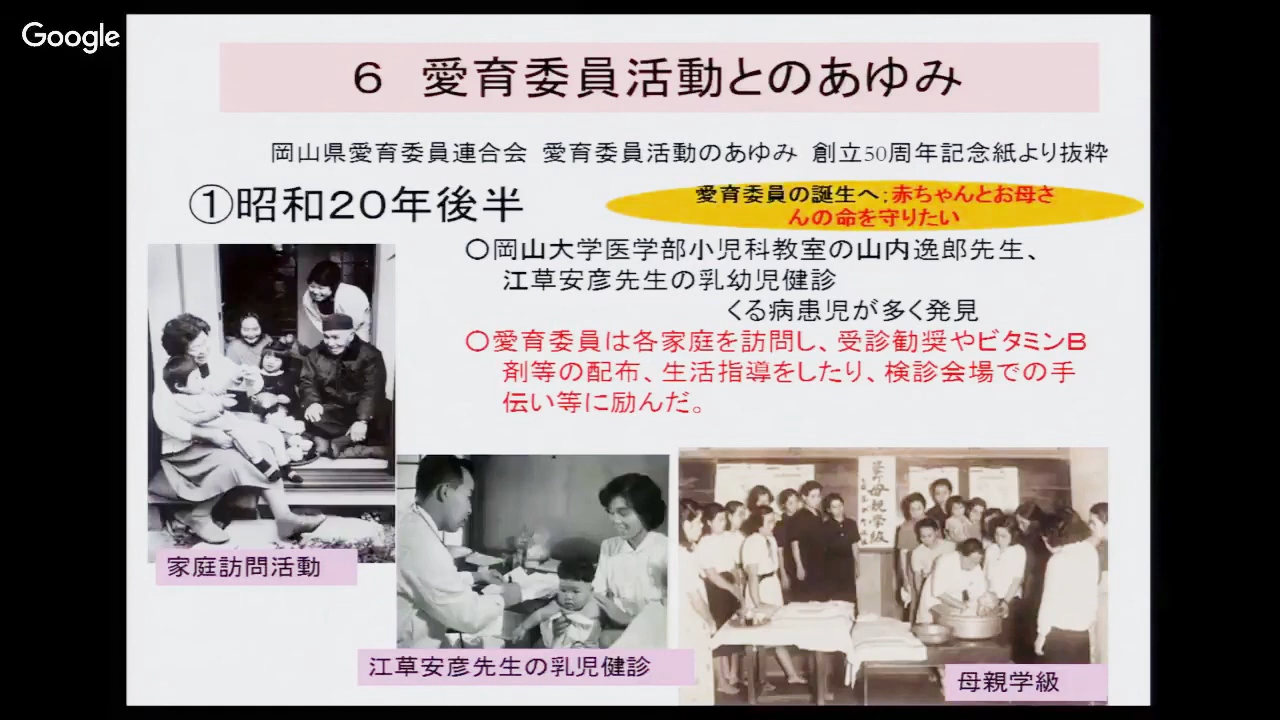 Google
6 愛育委員活動とのあゆみ
岡山県愛育委員連合会 愛育委員活動のあゆみ 創立50周年記念紙より抜粋
①昭和20年後半
愛育委員の誕生へ:赤ちゃんとお母さ
んの命を守りたい
〇岡山大学医学部小児科教室の山内逸郎先生、
江草安彦先生の乳幼児健診
くる病患児が多く発見
〇愛育委員は各家庭を訪問し、受診勧奨やビタミンB
剤等の配布、生活指導をしたり、検診会場での手
伝い等に励んだ。
母親学級
家庭訪問活動
江草安彦先生の乳児健診
母親学級